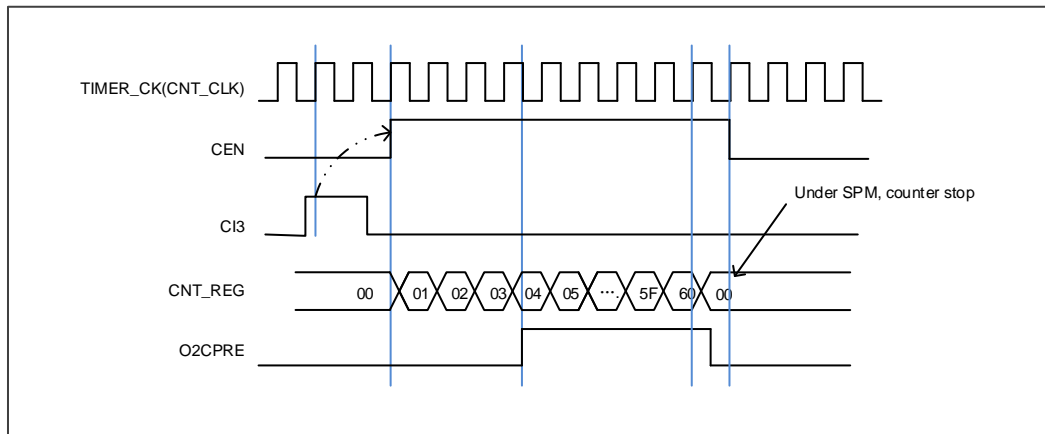 TIMER_CK(CNT_CLK)
CEN
Under SPM, counter stop
CI3
CNT_REG
00 01 02 03 04 05 ···. 5F 60 00
O2CPRE